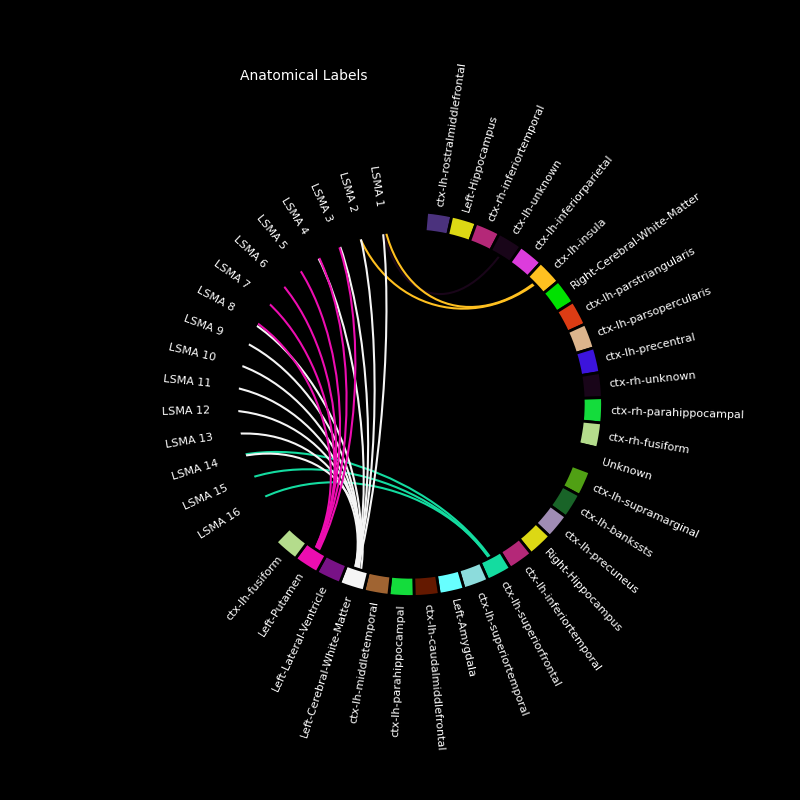 Anatomical Labels
ctx-lh-rostralmiddlefrontal
Left-Hippocampus
ctx-rh-inferiortemporal
ctx-lh-unknown
ctx-lh-inferiorparietal
ctx-lh-insula
Right-Cerebral-White-Matter
ctx-lh-parstriangularis
ctx-lh-parsopercularis
ctx-lh-precentral
ctx-rh-unknown
ctx-rh-parahippocampal
ctx-rh-fusiform
Unknown
ctx-lh-supramarginal
ctx-lh-bankssts
ctx-lh-precuneus
Right-Hippocampus
ctx-lh-inferiortemporal
ctx-lh-superiorfrontal
ctx-lh-superiortemporal
Left-Amygdala
ctx-lh-caudalmiddlefrontal
ctx-lh-parahippocampal
ctx-lh-middletemporal
Left-Cerebral-White-Matter
Left-Lateral-Ventricle
Left-Putamen
ctx-lh-fusiform
LSMA 16
LSMA 15
LSMA 14
LSMA 13
LSMA 12
LSMA 11
LSMA 10
LSMA 9
LSMA 8
LSMA 7
LSMA 6
LSMA 5
LSMA 4
LSMA 3
LSMA 2
LSMA 1